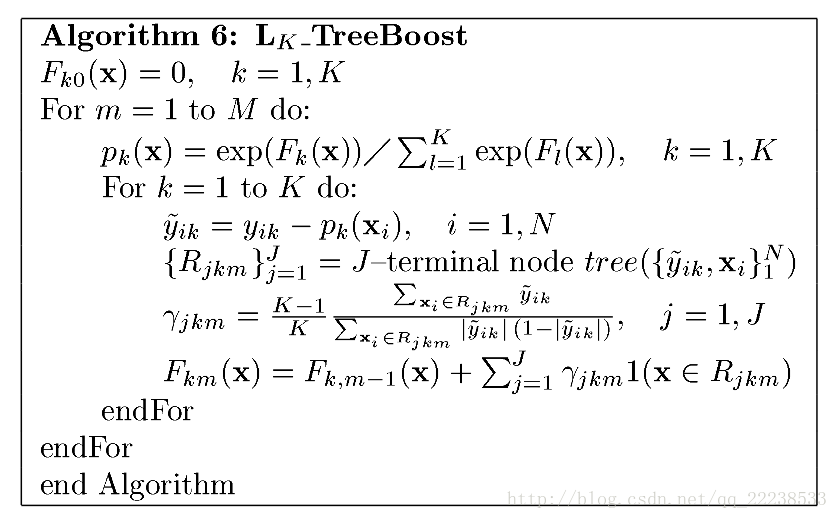 Algorithm 6: L_K_TreeBoost
F_{k0}(x) = 0, k = 1, K
For m = 1 to M do:
p_k(x) = exp(F_k(x)) / ∑_{l=1}^{K} exp(F_l(x)), k = 1, K
For k = 1 to K do:
ỹ_{ik} = y_{ik} − p_k(x_i), i = 1, N
{R_{jkm}}_{j=1}^{J} = J–terminal node tree({ỹ_{ik}, x_i}_1^N)
γ_{jkm} = \frac{K−1}{K} \frac{∑_{x_i∈R_{jkm}} ỹ_{ik}}{∑_{x_i∈R_{jkm}} |ỹ_{ik}| (1−|ỹ_{ik}|)}, j = 1, J
F_{km}(x) = F_{k,m−1}(x) + ∑_{j=1}^{J} γ_{jkm}1(x ∈ R_{jkm})
endFor
endFor
end Algorithm
http://blog.csdn.net/qq_22238533